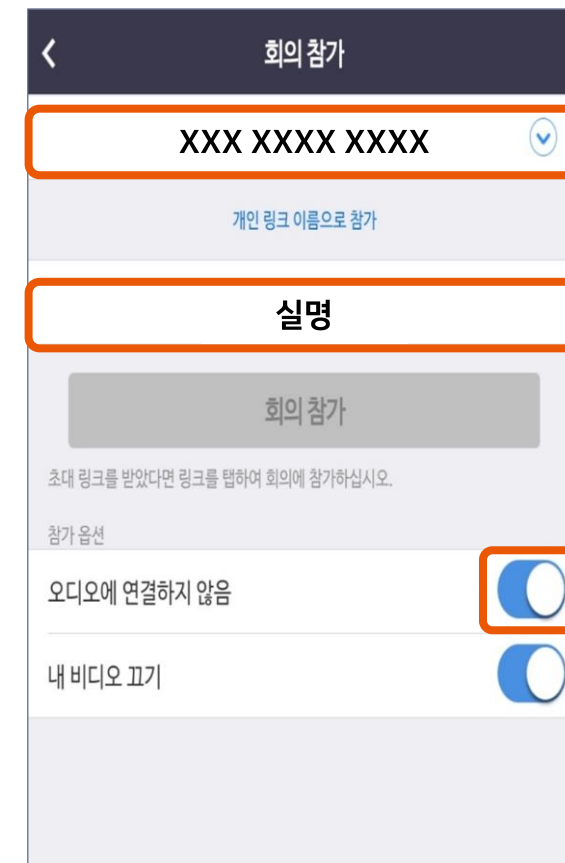 회의 참가
XXX XXXX XXXX
개인 링크 이름으로 참가
실명
회의 참가
초대 링크를 받았다면 링크를 탭하여 회의에 참가하십시오.
참가 옵션
오디오에 연결하지 않음
내 비디오 끄기